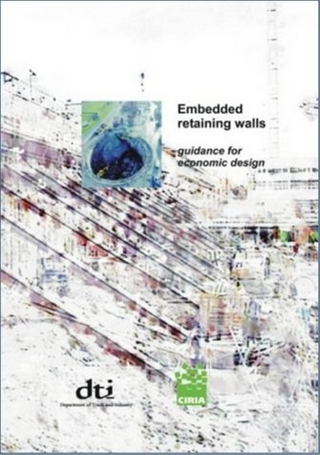 Embedded
retaining walls
guidance for
economic design
dti
Department of Trade and Industry
CIRIA